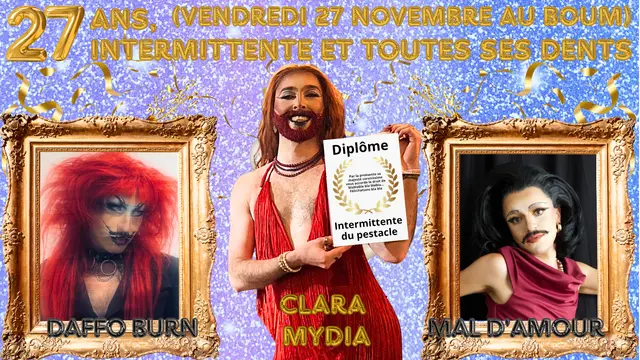 27 ANS, (VENDREDI 27 NOVEMBRE AU BOUM)
INTERMITTENTE ET TOUTES SES DENTS
Diplôme
Intermittente
du pestacle
CLARA
MYDIA
DAFFO BURN
MAL D'AMOUR